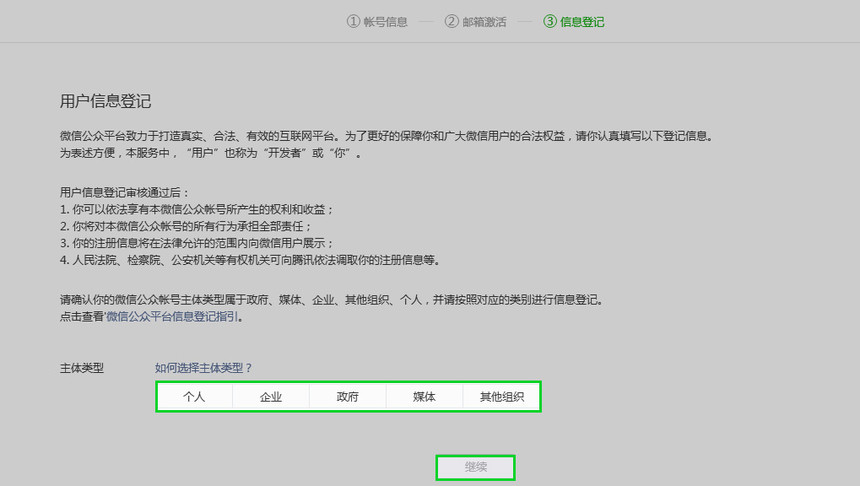 ① 帐号信息 ② 邮箱激活 ③ 信息登记
用户信息登记
微信公众平台致力于打造真实、合法、有效的互联网平台。为了更好的保障你和广大微信用户的合法权益，请你认真填写以下登记信息。
为表述方便，本服务中，“用户”也称为“开发者”或“你”。
用户信息登记审核通过后：
1. 你可以依法享有本微信公众帐号所产生的权利和收益；
2. 你将对本微信公众帐号的所有行为承担全部责任；
3. 你的注册信息将在法律允许的范围内向微信用户展示；
4. 人民法院、检察院、公安机关等有权机关可向腾讯依法调取你的注册信息等。
请确认你的微信公众帐号主体类型属于政府、媒体、企业、其他组织、个人，并请按照对应的类别进行信息登记。
点击查看'微信公众平台信息登记指引。
主体类型 如何选择主体类型？
个人 企业 政府 媒体 其他组织
继续